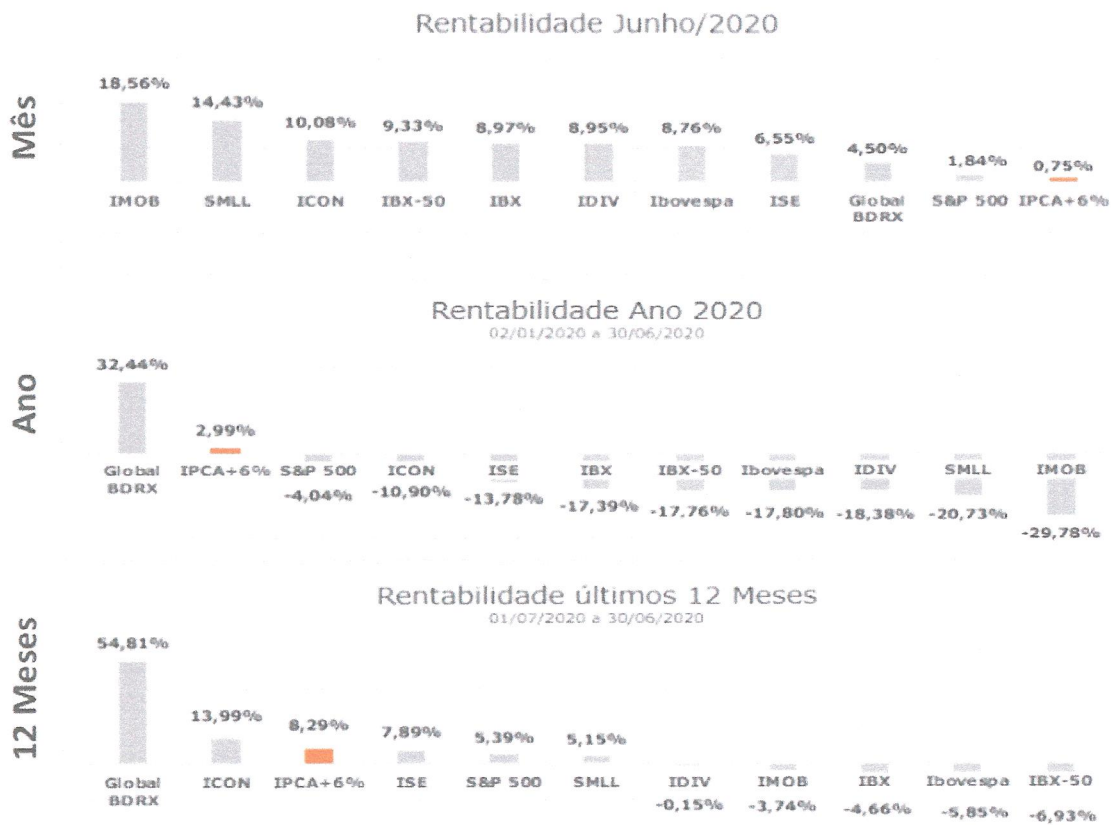 Rentabilidade Junho/2020
Mês
18,56%
14,43%
10,08%
9,33%
8,97%
8,95%
8,76%
6,55%
4,50%
1,84%
0,75%
IMOB
SMLL
ICON
IBX-50
IBX
IDIV
Ibovespa
ISE
Global
BDRX
S&P 500
IPCA+6%
Rentabilidade Ano 2020
02/01/2020 a 30/06/2020
Ano
32,44%
2,99%
Global
BDRX
IPCA+6%
S&P 500
ICON
ISE
IBX
IBX-50
Ibovespa
IDIV
SMLL
IMOB
-4,04%
-10,90%
-13,78%
-17,39%
-17,76%
-17,80%
-18,38%
-20,73%
-29,78%
Rentabilidade últimos 12 Meses
01/07/2020 a 30/06/2020
12 Meses
54,81%
13,99%
8,29%
7,89%
5,39%
5,15%
Global
BDRX
ICON
IPCA+6%
ISE
S&P 500
SMLL
IDIV
IMOB
IBX
Ibovespa
IBX-50
-0,15%
-3,74%
-4,66%
-5,85%
-6,93%